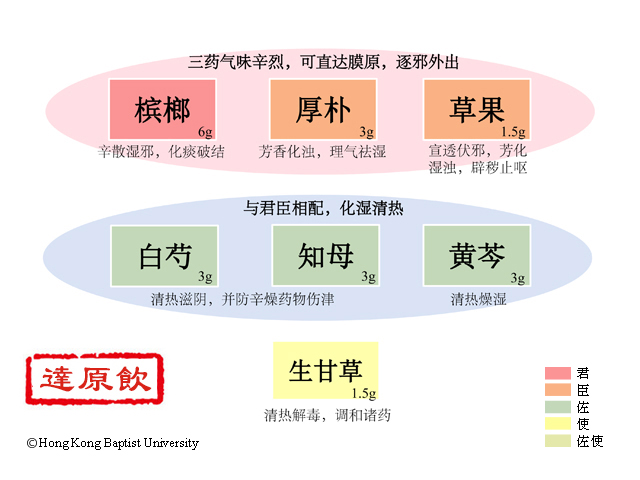 三药气味辛烈，可直达膜原，逐邪外出
槟榔
6g
厚朴
3g
草果
1.5g
辛散湿邪，化痰破结
芳香化浊，理气祛湿
宣透伏邪，芳化
湿浊，辟秽止呕
与君臣相配，化湿清热
白芍
3g
知母
3g
黄芩
3g
清热滋阴，并防辛燥药物伤津
清热燥湿
生甘草
1.5g
清热解毒，调和诸药
達原飲
君
臣
佐
使
佐使
©Hong Kong Baptist University